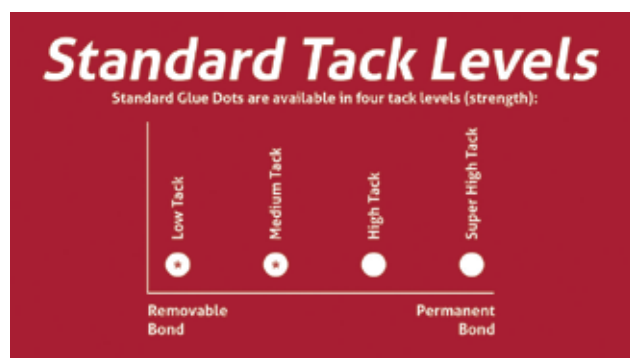 Standard Tack Levels
Standard Glue Dots are available in four tack levels (strength):
Low Tack
Medium Tack
High Tack
Super High Tack
Removable
Bond
Permanent
Bond